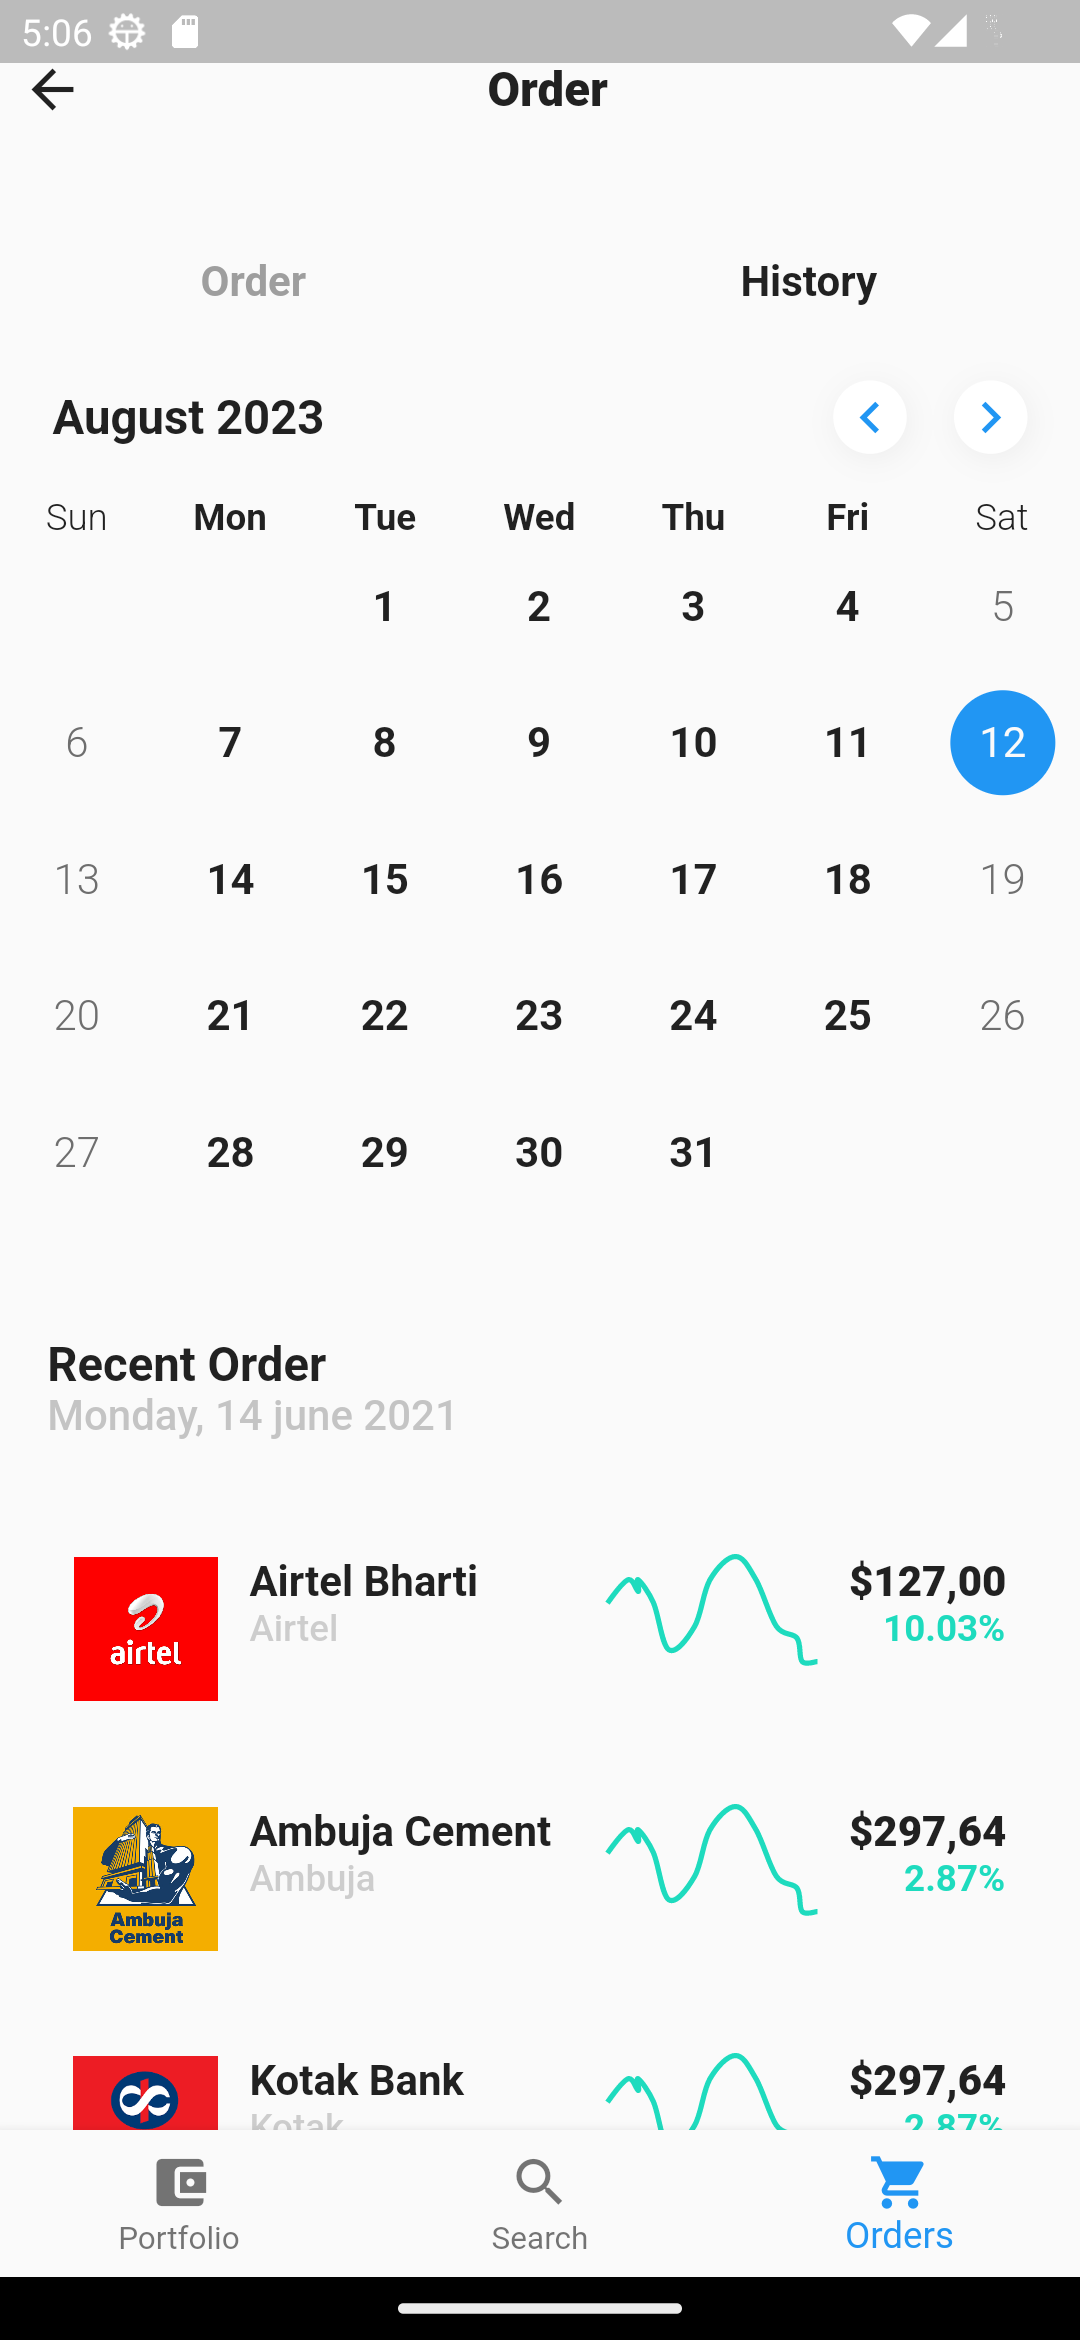 5:06
Order
Order History
August 2023
Sun Mon Tue Wed Thu Fri Sat
1 2 3 4 5
6 7 8 9 10 11 12
13 14 15 16 17 18 19
20 21 22 23 24 25 26
27 28 29 30 31
Recent Order
Monday, 14 june 2021
airtel
Airtel Bharti $127,00
Airtel 10.03%
Ambuja Cement $297,64
Ambuja 2.87%
Ambuja
Cement
Kotak Bank $297,64
Kotak 2.87%
Portfolio Search Orders